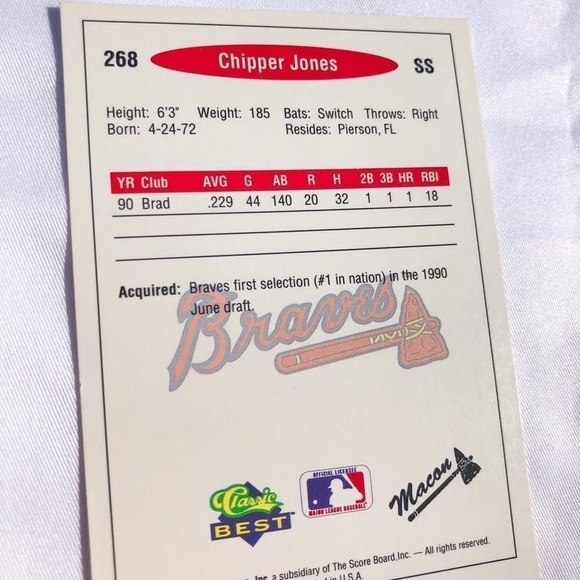 268 Chipper Jones SS
Height: 6'3" Weight: 185 Bats: Switch Throws: Right
Born: 4-24-72 Resides: Pierson, FL
YR Club AVG G AB R H 2B 3B HR RBI
90 Brad .229 44 140 20 32 1 1 1 18
Acquired: Braves first selection (#1 in nation) in the 1990
June draft.
Braves
Classic
BEST™
OFFICIAL LICENSEE
MAJOR LEAGUE BASEBALL
Macon
Inc. a subsidiary of The Score Board, Inc. — All rights reserved.
in U.S.A.